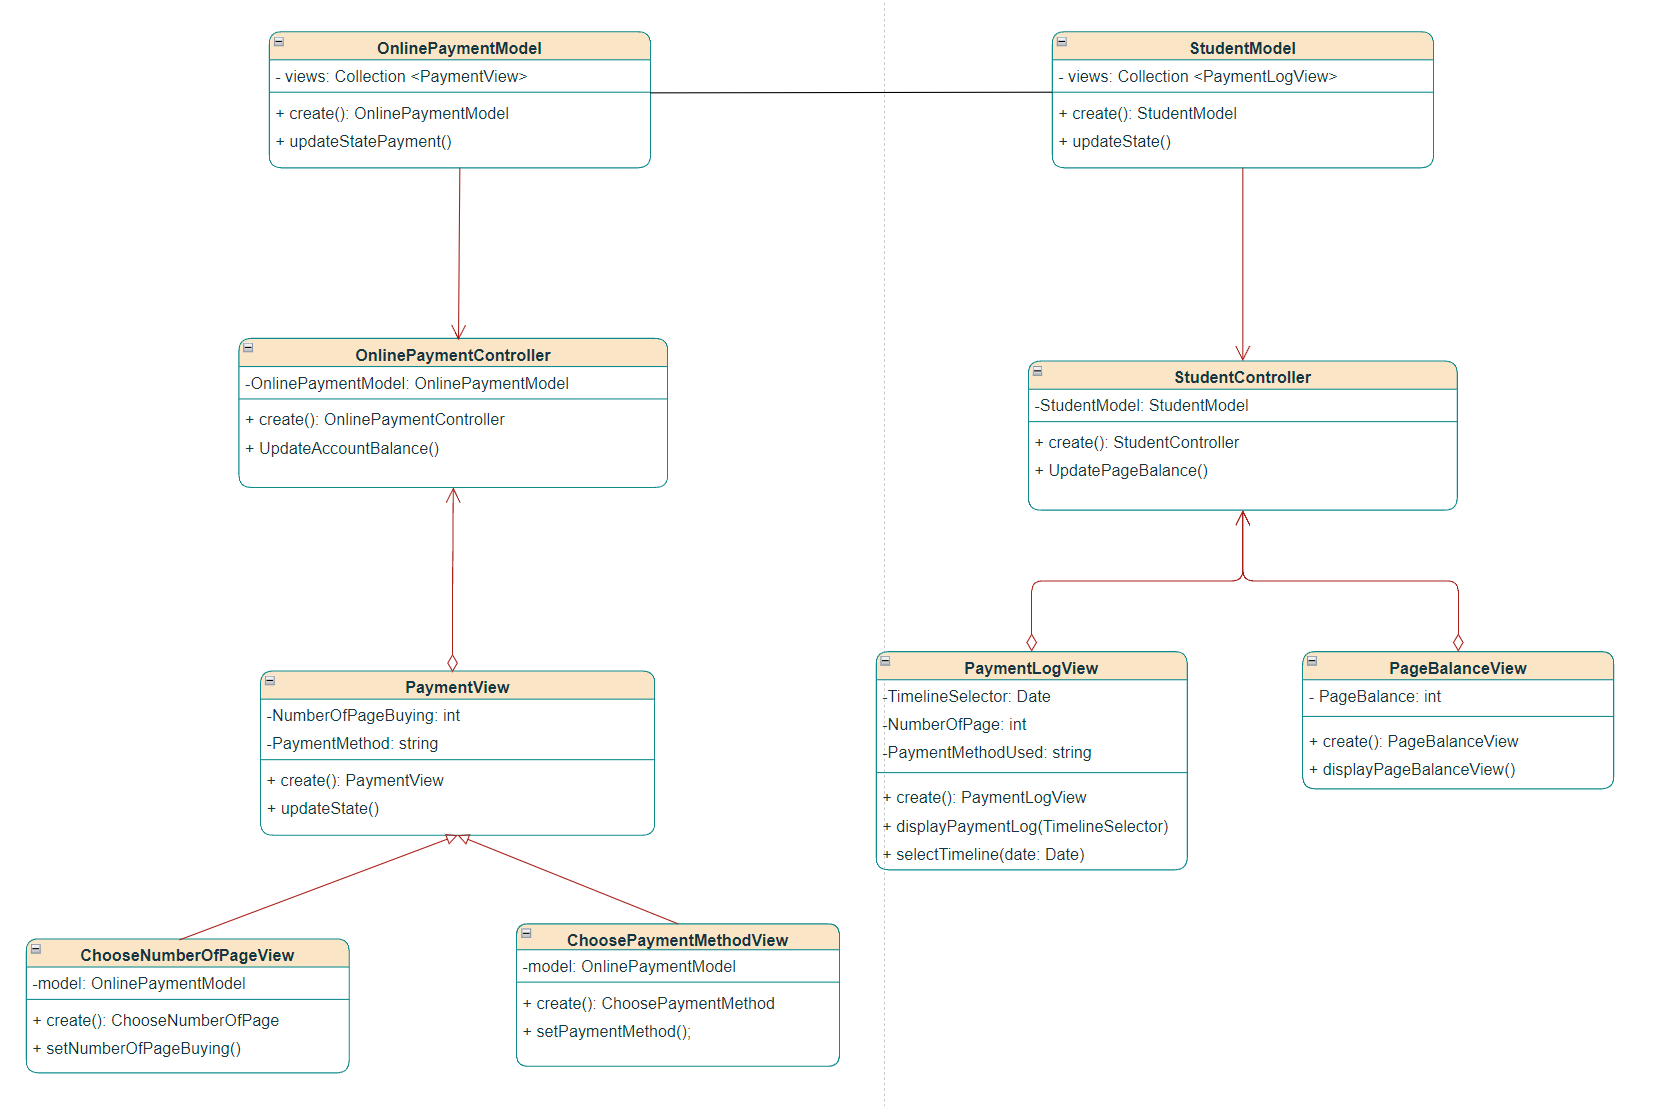 OnlinePaymentModel
- views: Collection <PaymentView>
+ create(): OnlinePaymentModel
+ updateStatePayment()
StudentModel
- views: Collection <PaymentLogView>
+ create(): StudentModel
+ updateState()
OnlinePaymentController
-OnlinePaymentModel: OnlinePaymentModel
+ create(): OnlinePaymentController
+ UpdateAccountBalance()
StudentController
-StudentModel: StudentModel
+ create(): StudentController
+ UpdatePageBalance()
PaymentView
-NumberOfPageBuying: int
-PaymentMethod: string
+ create(): PaymentView
+ updateState()
PaymentLogView
-TimelineSelector: Date
-NumberOfPage: int
-PaymentMethodUsed: string
+ create(): PaymentLogView
+ displayPaymentLog(TimelineSelector)
+ selectTimeline(date: Date)
PageBalanceView
- PageBalance: int
+ create(): PageBalanceView
+ displayPageBalanceView()
ChooseNumberOfPageView
-model: OnlinePaymentModel
+ create(): ChooseNumberOfPage
+ setNumberOfPageBuying()
ChoosePaymentMethodView
-model: OnlinePaymentModel
+ create(): ChoosePaymentMethod
+ setPaymentMethod();